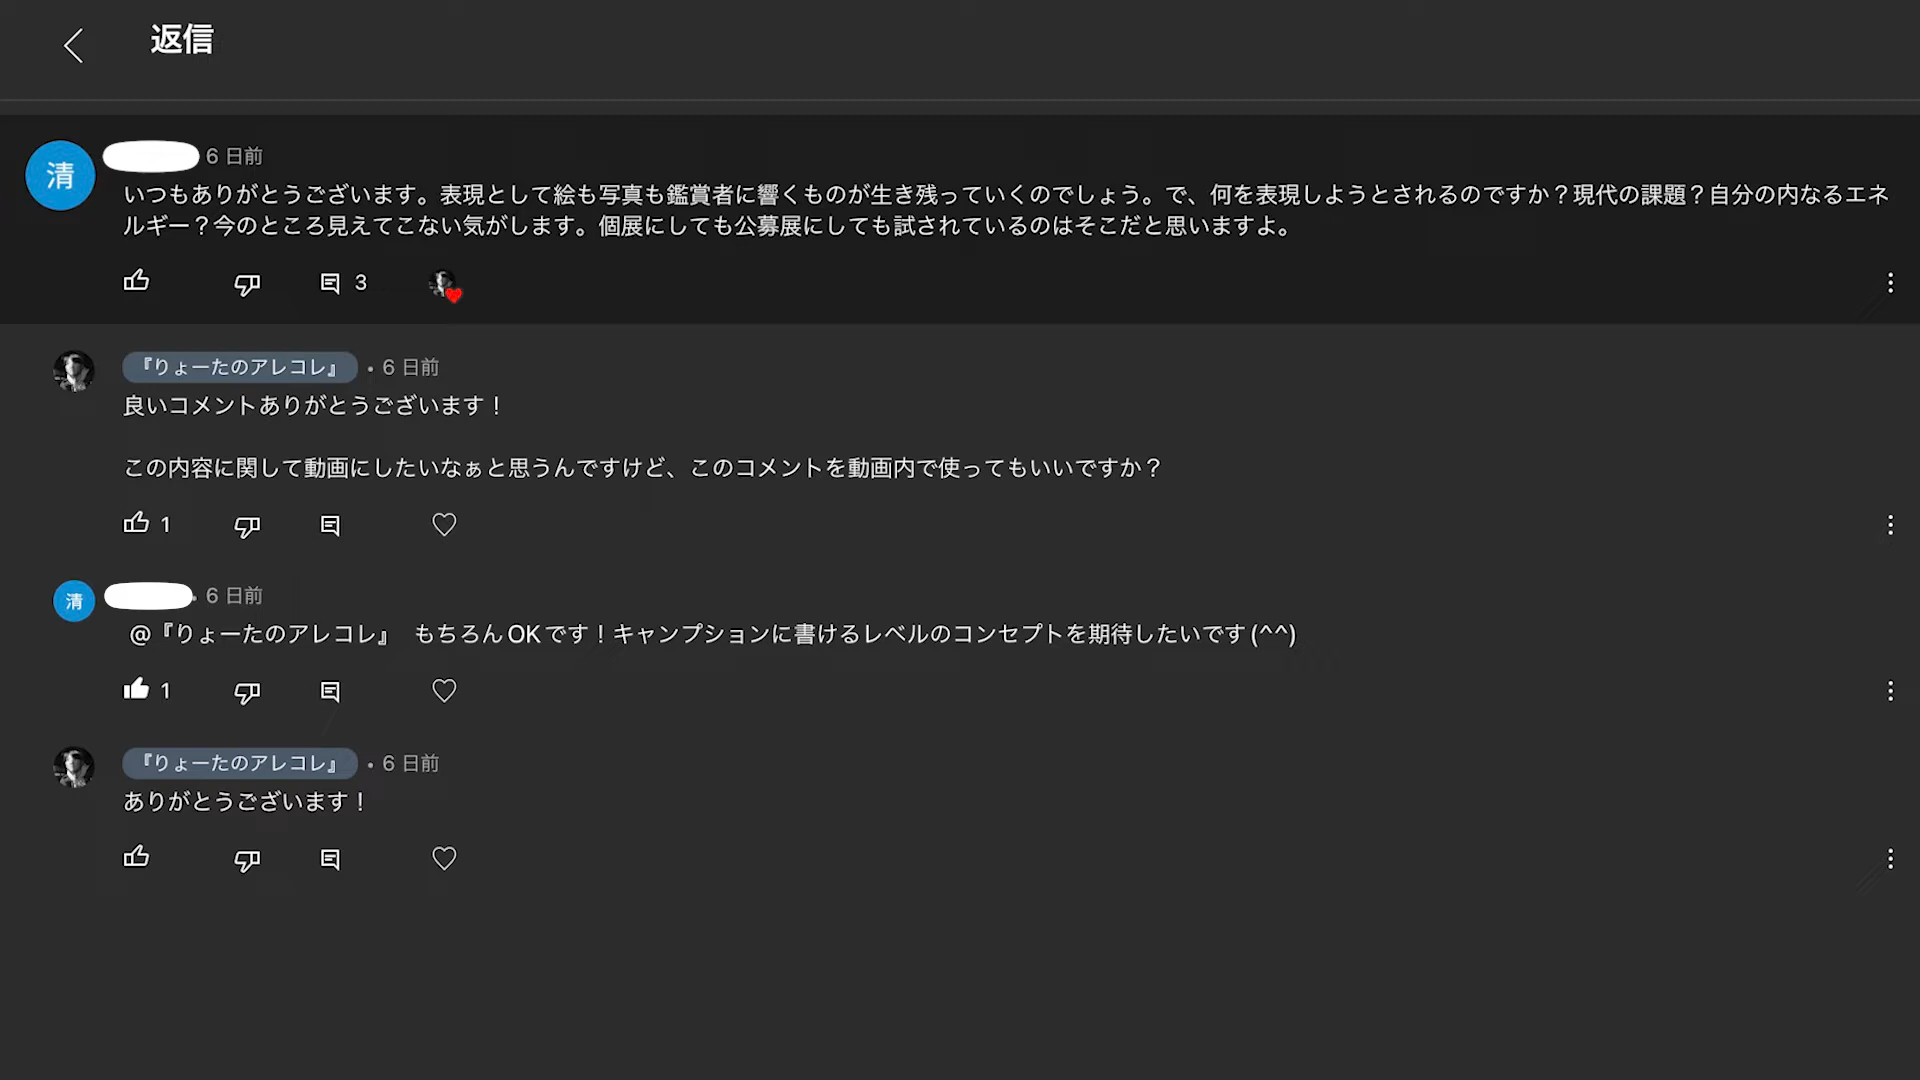 返信
清
6 日前
いつもありがとうございます。表現として絵も写真も鑑賞者に響くものが生き残っていくのでしょう。で、何を表現しようとされるのですか？現代の課題？自分の内なるエネ
ルギー？今のところ見えてこない気がします。個展にしても公募展にしても試されているのはそこだと思いますよ。
3
『りょーたのアレコレ』 • 6 日前
良いコメントありがとうございます！
この内容に関して動画にしたいなぁと思うんですけど、このコメントを動画内で使ってもいいですか？
1
清
6 日前
@『りょーたのアレコレ』 もちろんOKです！キャンプションに書けるレベルのコンセプトを期待したいです(^^)
1
『りょーたのアレコレ』 • 6 日前
ありがとうございます！